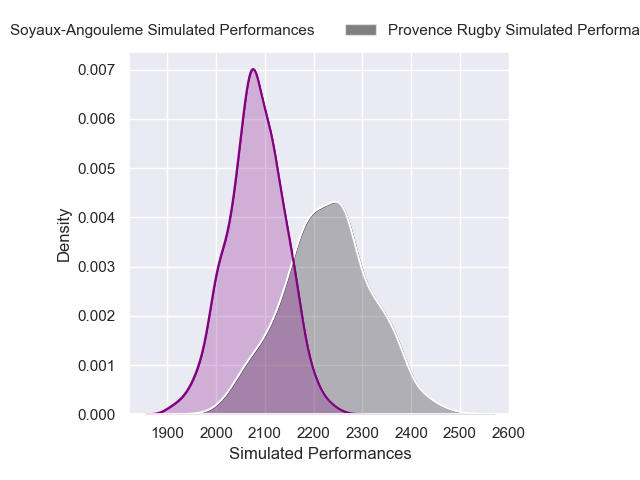 Soyaux-Angouleme Simulated Performances
Provence Rugby Simulated Performa
0.007
0.006
0.005
0.004
0.003
0.002
0.001
0.000
Density
1900 2000 2100 2200 2300 2400 2500 2600
Simulated Performances